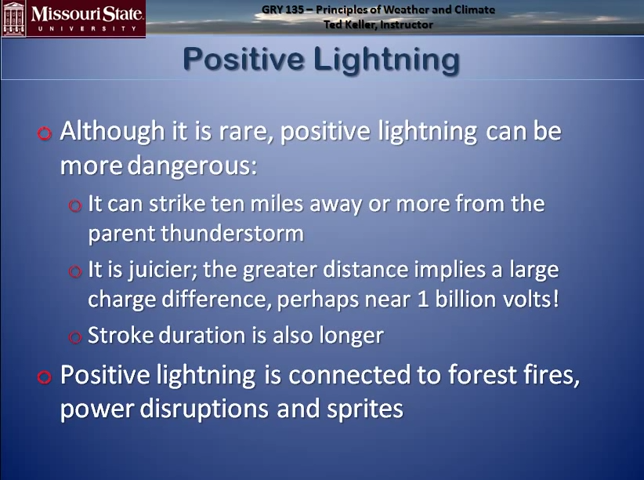 Missouri State
UNIVERSITY
GRY 135 – Principles of Weather and Climate
Ted Keller, Instructor
Positive Lightning
Although it is rare, positive lightning can be
more dangerous:
It can strike ten miles away or more from the
parent thunderstorm
It is juicier; the greater distance implies a large
charge difference, perhaps near 1 billion volts!
Stroke duration is also longer
Positive lightning is connected to forest fires,
power disruptions and sprites